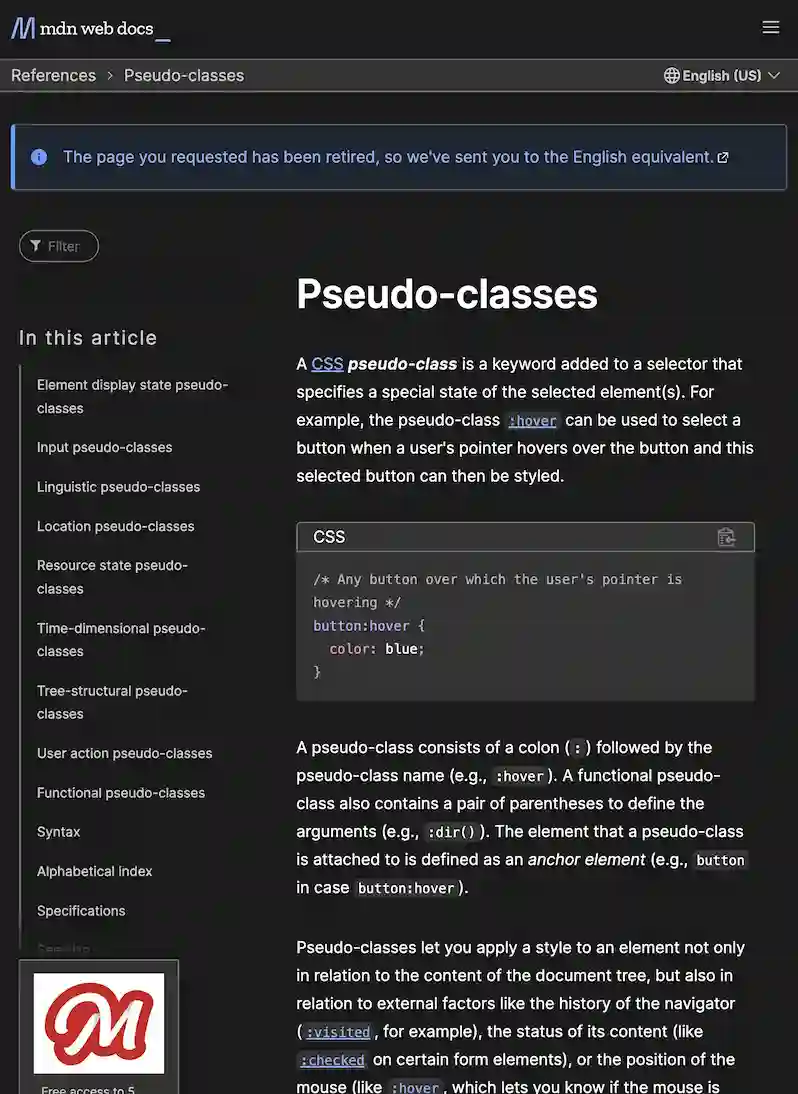 mdn web docs_
References > Pseudo-classes
English (US)
The page you requested has been retired, so we've sent you to the English equivalent.
Filter
In this article
Element display state pseudo-
classes
Input pseudo-classes
Linguistic pseudo-classes
Location pseudo-classes
Resource state pseudo-
classes
Time-dimensional pseudo-
classes
Tree-structural pseudo-
classes
User action pseudo-classes
Functional pseudo-classes
Syntax
Alphabetical index
Specifications
M
Free access to 5
Pseudo-classes
A CSS pseudo-class is a keyword added to a selector that
specifies a special state of the selected element(s). For
example, the pseudo-class :hover can be used to select a
button when a user's pointer hovers over the button and this
selected button can then be styled.
CSS
/* Any button over which the user's pointer is
hovering */
button:hover {
color: blue;
}
A pseudo-class consists of a colon (:) followed by the
pseudo-class name (e.g., :hover). A functional pseudo-
class also contains a pair of parentheses to define the
arguments (e.g., :dir()). The element that a pseudo-class
is attached to is defined as an anchor element (e.g., button
in case button:hover).
Pseudo-classes let you apply a style to an element not only
in relation to the content of the document tree, but also in
relation to external factors like the history of the navigator
(:visited, for example), the status of its content (like
:checked on certain form elements), or the position of the
mouse (like :hover, which lets you know if the mouse is